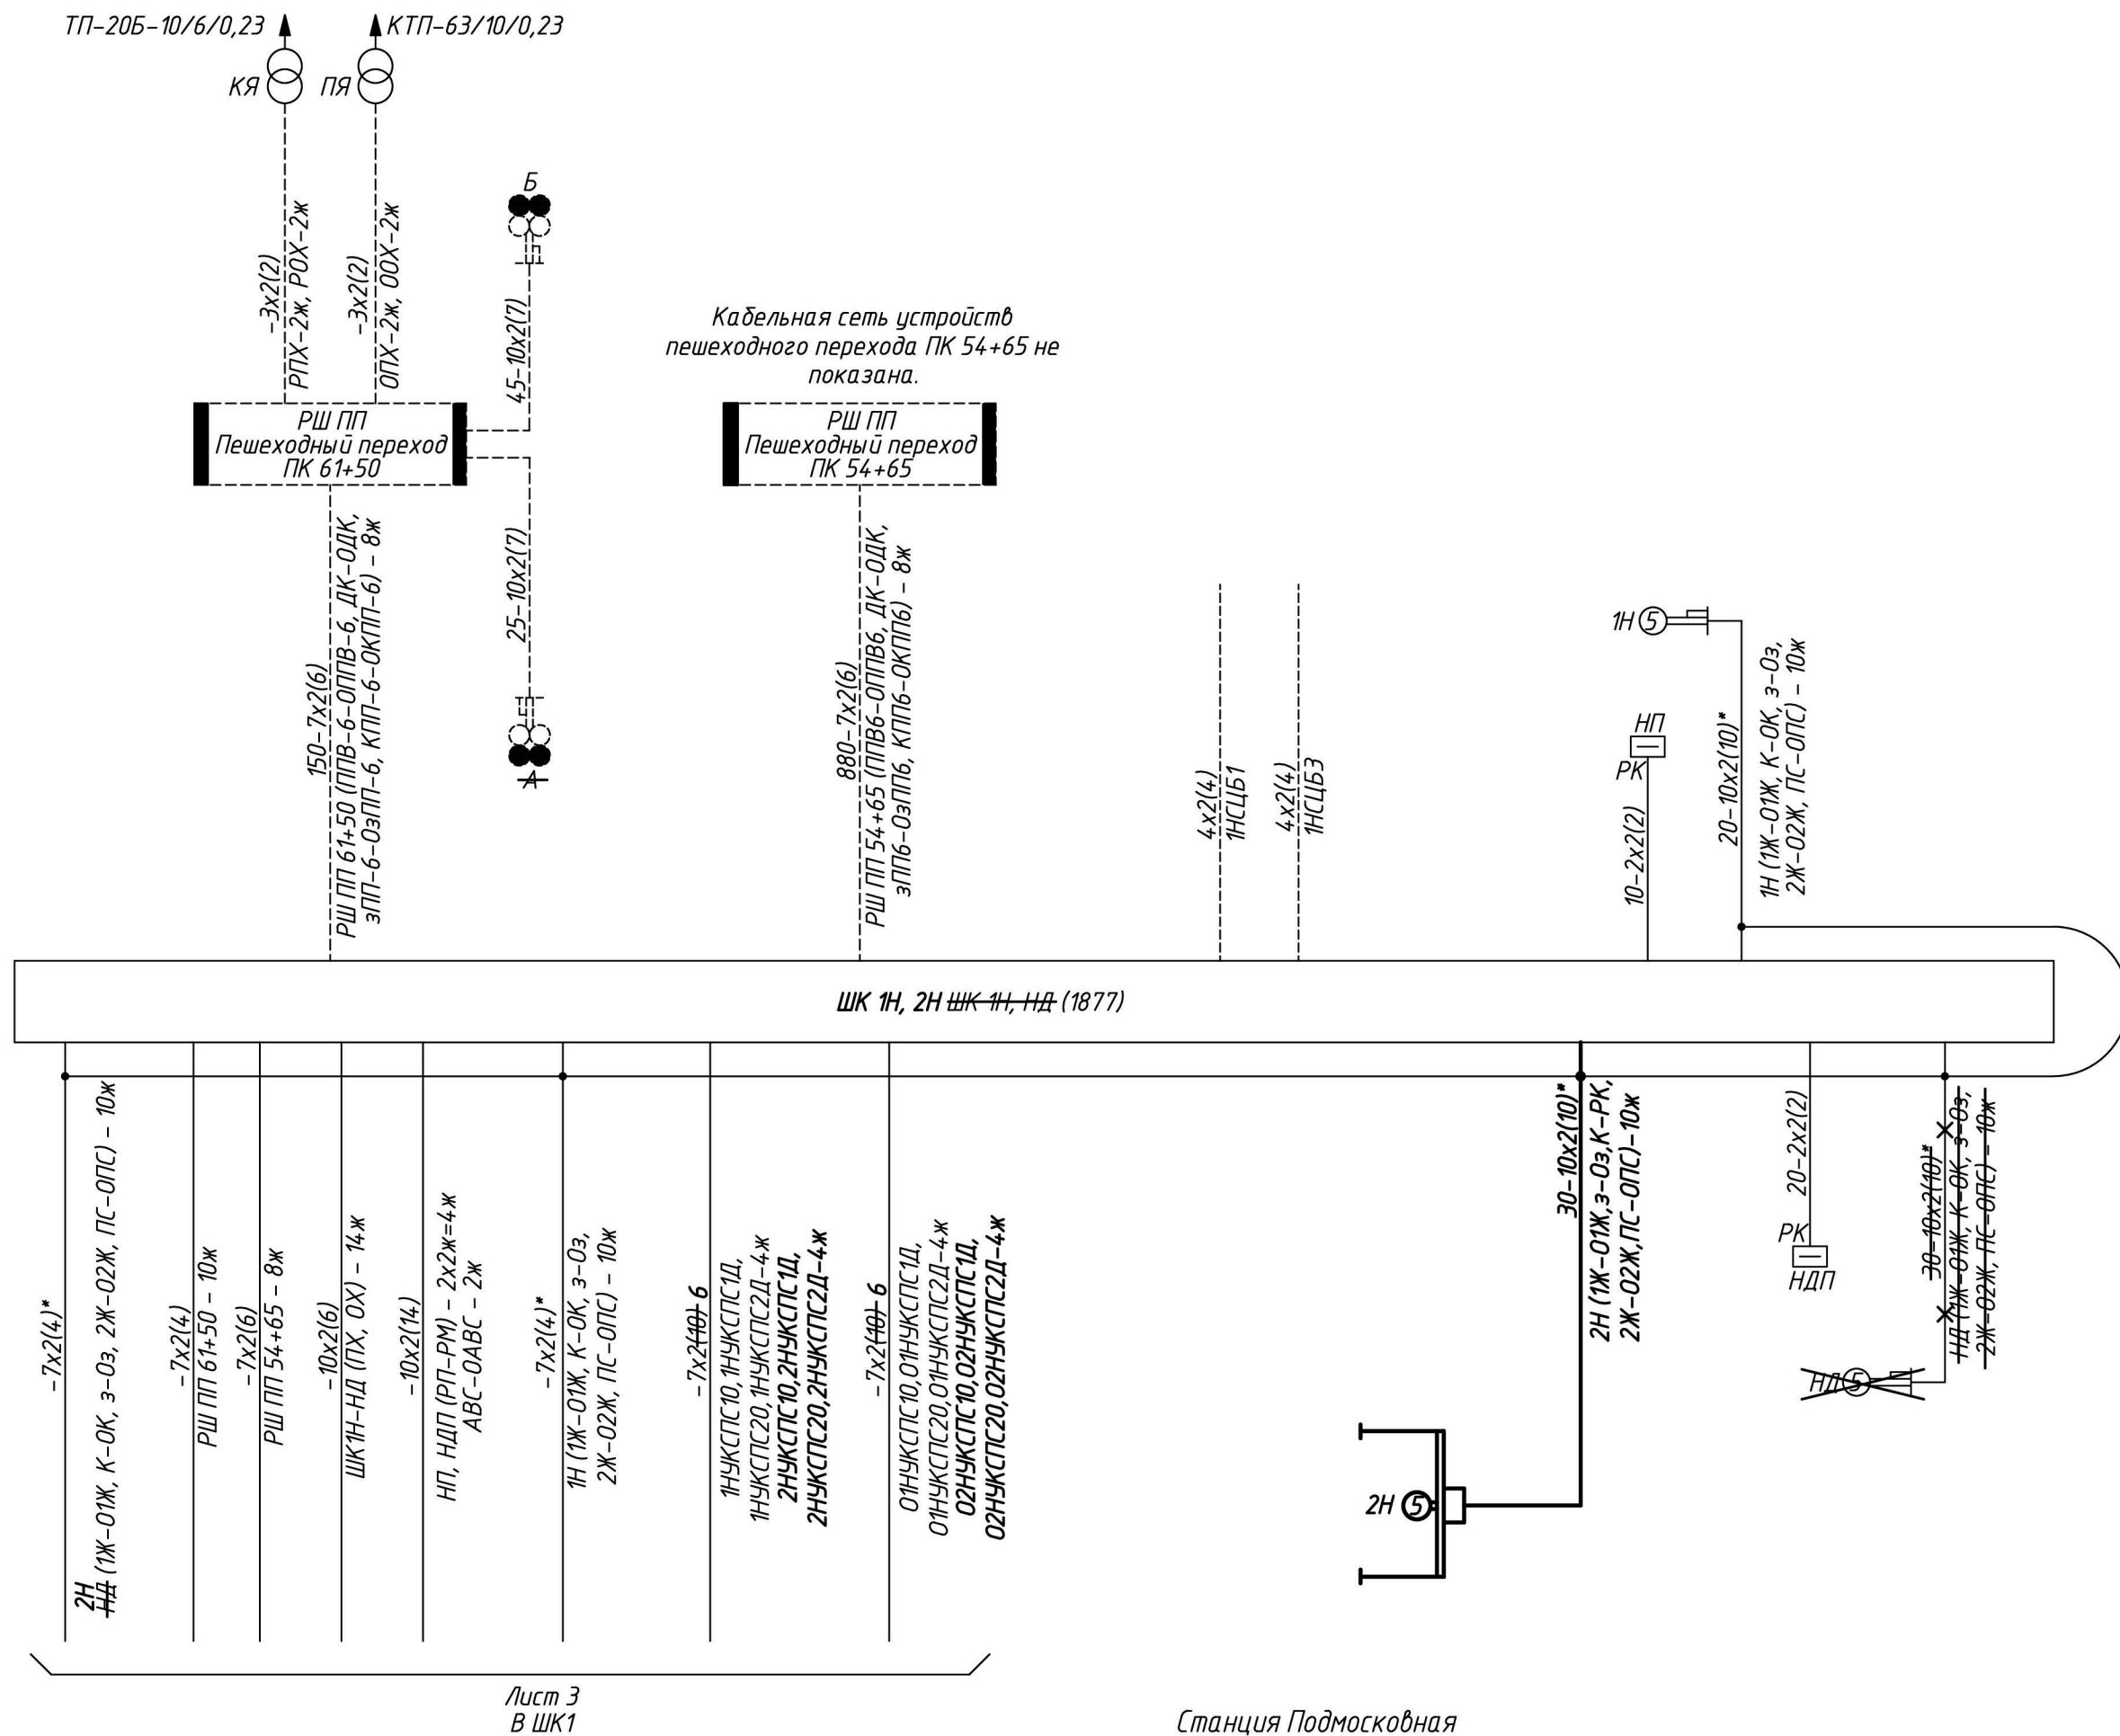 ТП-20Б-10/6/0,23
КТП-63/10/0,23
КЯ
ПЯ
-3х2(2)
РПХ-2ж, РОХ-2ж
-3х2(2)
ОПХ-2ж, ООХ-2ж
Б
45-10х2(7)
РШ ПП
Пешеходный переход
ПК 61+50
25-10х2(7)
А
Кабельная сеть устройств
пешеходного перехода ПК 54+65 не
показана.
РШ ПП
Пешеходный переход
ПК 54+65
150-7х2(6)
РШ ПП 61+50 (ППВ-6-ОППВ-6, ДК-ОДК,
зПП-6-ОзПП-6, КПП-6-ОКПП-6) - 8ж
880-7х2(6)
РШ ПП 54+65 (ППВ6-ОППВ6, ДК-ОДК,
зПП6-ОзПП6, КПП6-ОКПП6) - 8ж
4х2(4)
1НСЦБ1
4х2(4)
1НСЦБ3
1Н 5
НП
РК
10-2х2(2)
20-10х2(10)*
1Н (1Ж-О1Ж, К-ОК, з-Оз,
2Ж-О2Ж, ПС-ОПС) - 10ж
ШК 1Н, 2Н ШК 1Н, НД (1877)
-7х2(4)*
2Н
НД (1Ж-О1Ж, К-ОК, з-Оз, 2Ж-О2Ж, ПС-ОПС) - 10ж
-7х2(4)
РШ ПП 61+50 - 10ж
-7х2(6)
РШ ПП 54+65 - 8ж
-10х2(6)
ШК1Н-НД (ПХ, ОХ) - 14ж
-10х2(14)
НП, НДП (РП-РМ) - 2х2ж=4ж
АВС-ОАВС - 2ж
-7х2(4)*
1Н (1Ж-О1Ж, К-ОК, з-Оз,
2Ж-О2Ж, ПС-ОПС) - 10ж
-7х2(10) 6
1НУКСПС10,1НУКСПС1Д,
1НУКСПС20,1НУКСПС2Д-4ж
2НУКСПС10,2НУКСПС1Д,
2НУКСПС20,2НУКСПС2Д-4ж
-7х2(10) 6
О1НУКСПС10,О1НУКСПС1Д,
О1НУКСПС20,О1НУКСПС2Д-4ж
О2НУКСПС10,О2НУКСПС1Д,
О2НУКСПС20,О2НУКСПС2Д-4ж
30-10х2(10)*
2Н (1Ж-О1Ж,з-Оз,К-РК,
2Ж-О2Ж,ПС-ОПС)-10ж
2Н 5
20-2х2(2)
РК
НДП
30-10х2(10)*
НД (1Ж-О1Ж, К-ОК, з-Оз,
2Ж-О2Ж, ПС-ОПС) - 10ж
НД 5
Лист 3
В ШК1
Станция Подмосковная